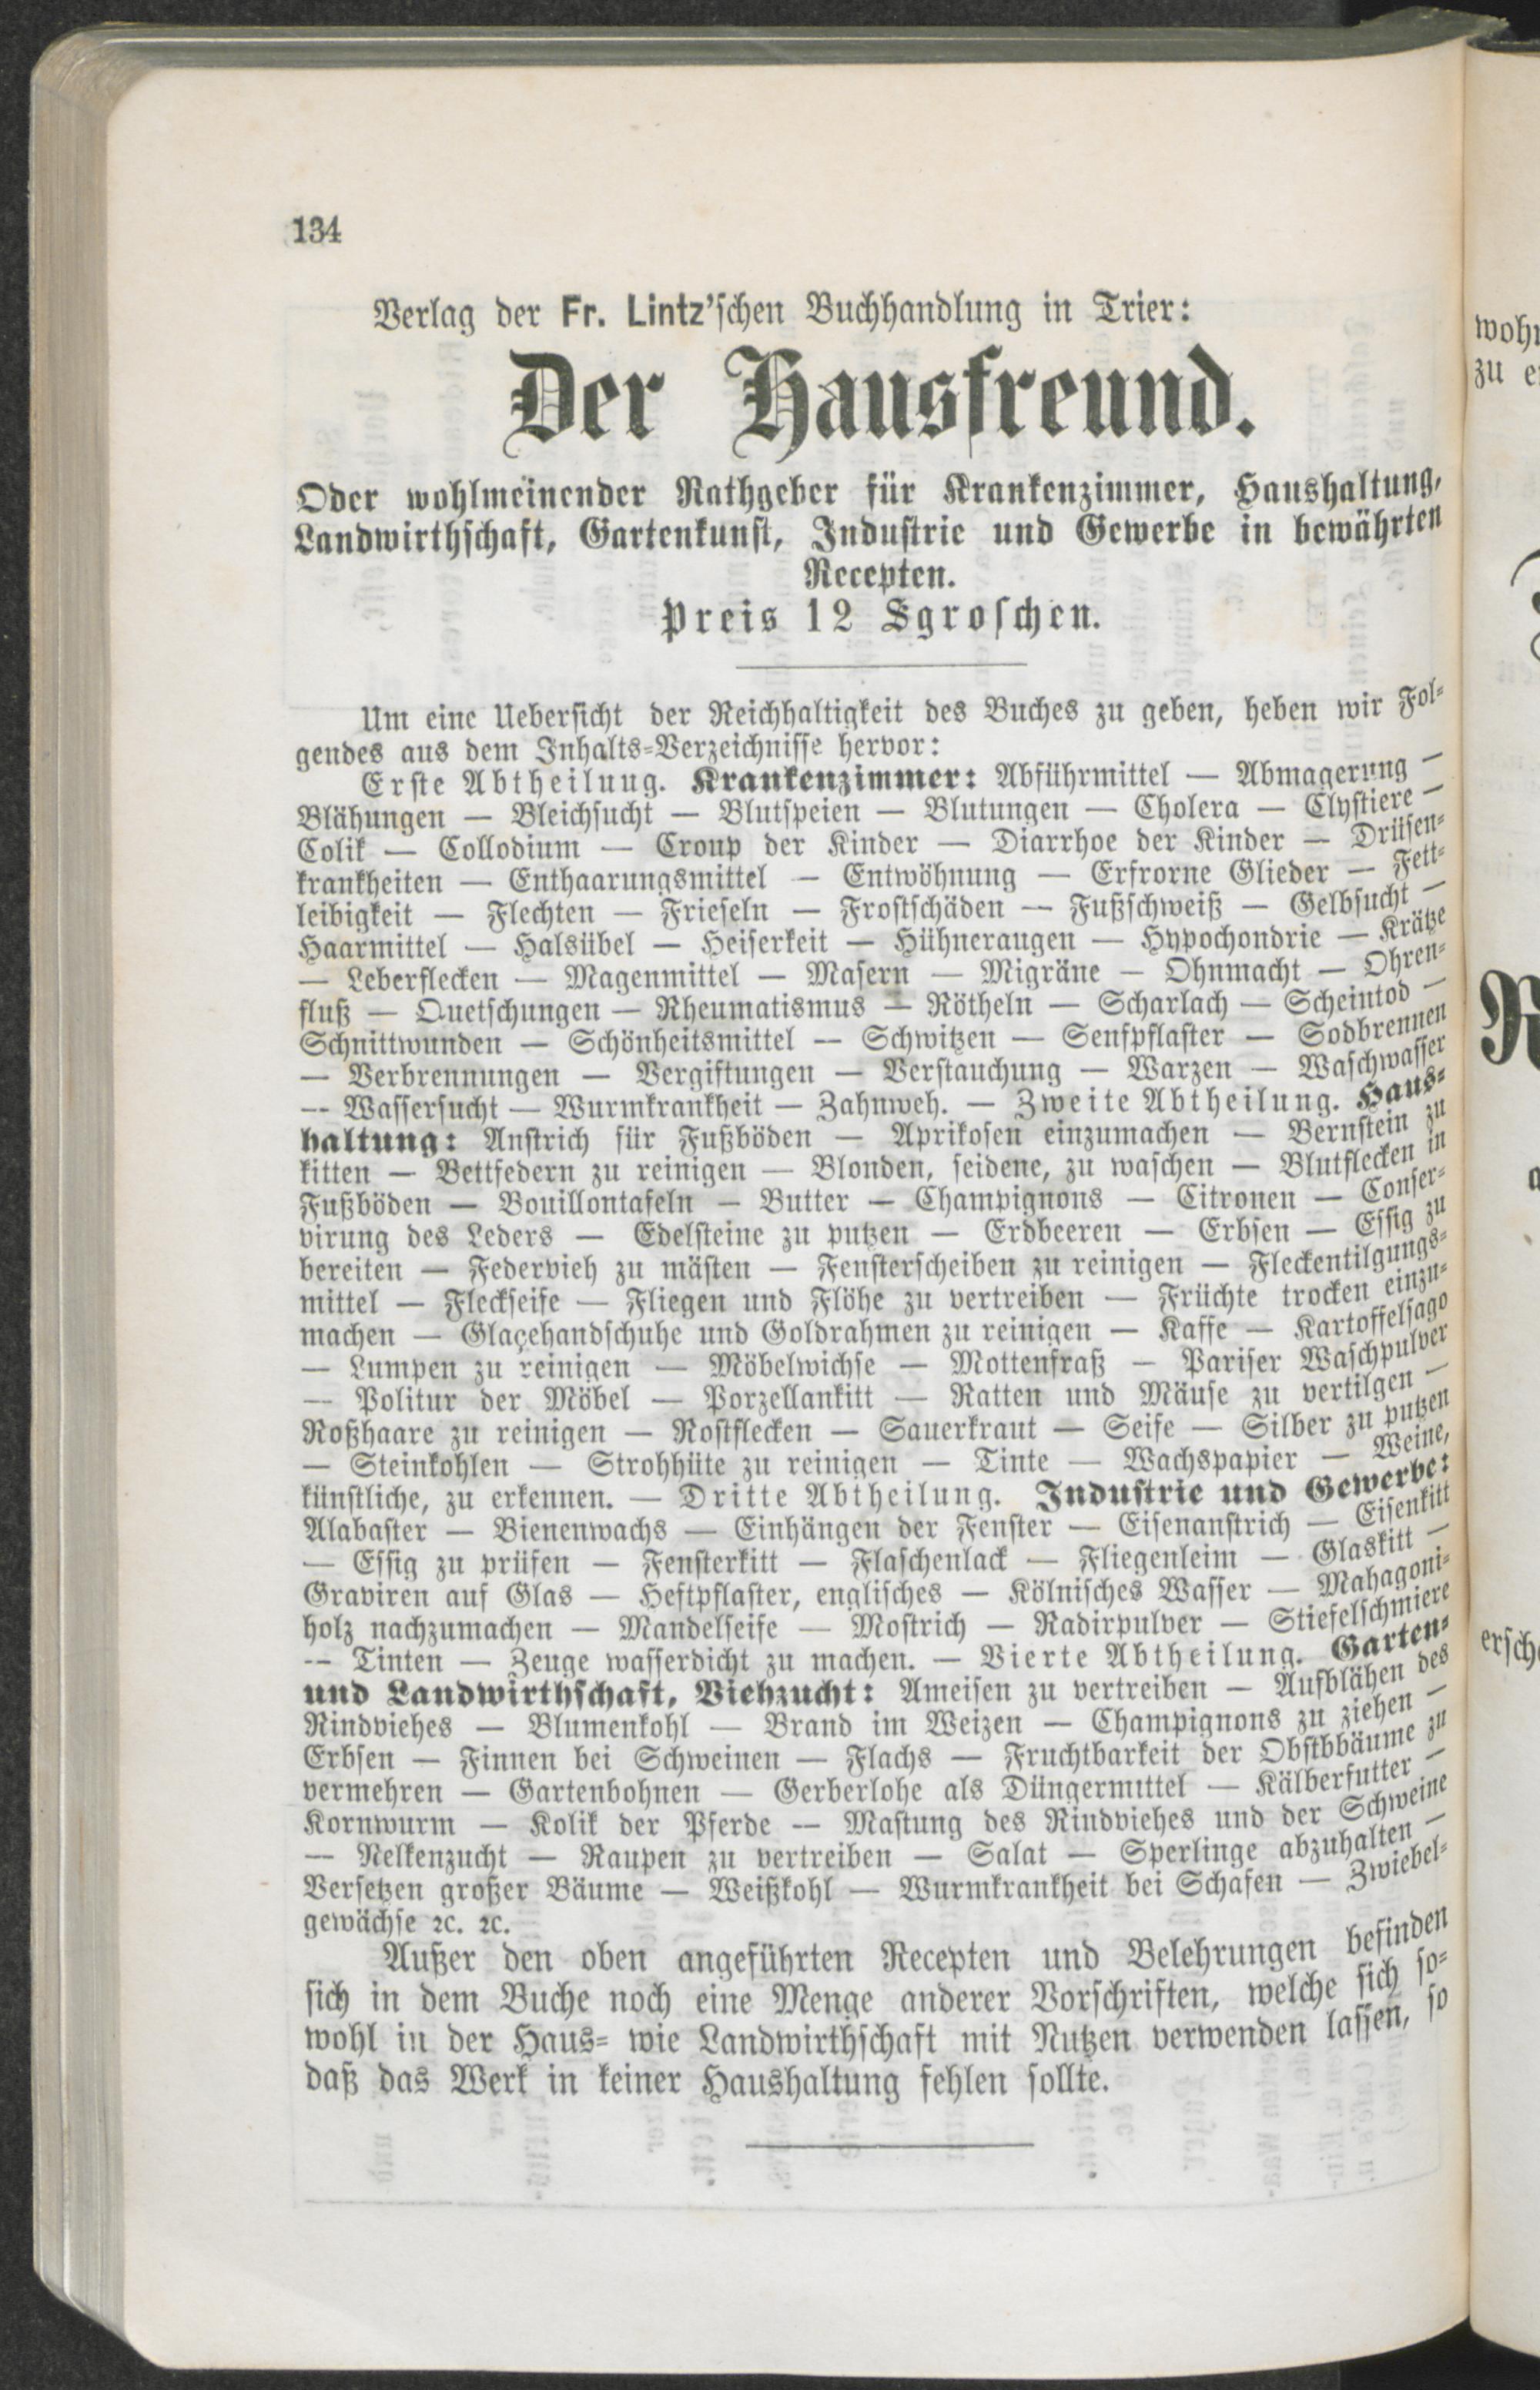 134
Verlag der Fr. Lintz'schen Buchhandlung in Trier:
Der Hausfreund.
Oder wohlmeinender Rathgeber für Krankenzimmer, Haushaltung,
Landwirthschaft, Gartenkunst, Industrie und Gewerbe in bewährten
Recepten.
Preis 12 Sgroschen.
Um eine Uebersicht der Reichhaltigkeit des Buches zu geben, heben wir Fol-
gendes aus dem Inhalts-Verzeichnisse hervor:
Erste Abtheilung. Krankenzimmer: Abführmittel — Abmagerung —
Blähungen — Bleichsucht — Blutspeien — Blutungen — Cholera — Clystiere —
Colik — Collodium — Croup der Kinder — Diarrhoe der Kinder — Drüsen-
krankheiten — Enthaarungsmittel — Entwöhnung — Erfrorne Glieder — Fett-
leibigkeit — Flechten — Frieseln — Frostschäden — Fußschweiß — Gelbsucht —
Haarmittel — Halsübel — Heiserkeit — Hühneraugen — Hypochondrie — Krätze
— Leberflecken — Magenmittel — Masern — Migräne — Ohnmacht — Ohren-
fluß — Quetschungen — Rheumatismus — Rötheln — Scharlach — Scheintod —
Schnittwunden — Schönheitsmittel — Schwitzen — Senfpflaster — Sodbrennen
— Verbrennungen — Vergiftungen — Verstauchung — Warzen — Waschwasser
— Wassersucht — Wurmkrankheit — Zahnweh. — Zweite Abtheilung. Haus-
haltung: Anstrich für Fußböden — Aprikosen einzumachen — Bernstein zu
kitten — Bettfedern zu reinigen — Blonden, seidene, zu waschen — Blutflecken in
Fußböden — Bouillontafeln — Butter — Champignons — Citronen — Conser-
virung des Leders — Edelsteine zu putzen — Erdbeeren — Erbsen — Essig zu
bereiten — Federvieh zu mästen — Fensterscheiben zu reinigen — Fleckentilgungs-
mittel — Fleckseife — Fliegen und Flöhe zu vertreiben — Früchte trocken einzu-
machen — Glaçehandschuhe und Goldrahmen zu reinigen — Kaffe — Kartoffelsago
— Lumpen zu reinigen — Möbelwichse — Mottenfraß — Pariser Waschpulver
— Politur der Möbel — Porzellankitt — Ratten und Mäuse zu vertilgen —
Roßhaare zu reinigen — Rostflecken — Sauerkraut — Seife — Silber zu putzen
— Steinkohlen — Strohhüte zu reinigen — Tinte — Wachspapier — Weine,
künstliche, zu erkennen. — Dritte Abtheilung. Industrie und Gewerbe:
Alabaster — Bienenwachs — Einhängen der Fenster — Eisenanstrich — Eisenkitt
— Essig zu prüfen — Fensterkitt — Flaschenlack — Fliegenleim — Glaskitt —
Graviren auf Glas — Heftpflaster, englisches — Kölnisches Wasser — Mahagoni-
holz nachzumachen — Mandelseife — Mostrich — Radirpulver — Stiefelschmiere
— Tinten — Zeuge wasserdicht zu machen. — Vierte Abtheilung. Garten-
und Landwirthschaft, Viehzucht: Ameisen zu vertreiben — Aufblähen des
Rindviehes — Blumenkohl — Brand im Weizen — Champignons zu ziehen —
Erbsen — Finnen bei Schweinen — Flachs — Fruchtbarkeit der Obstbbäume zu
vermehren — Gartenbohnen — Gerberlohe als Düngermittel — Kälberfutter —
Kornwurm — Kolik der Pferde — Mastung des Rindviehes und der Schweine
— Nelkenzucht — Raupen zu vertreiben — Salat — Sperlinge abzuhalten —
Versetzen großer Bäume — Weißkohl — Wurmkrankheit bei Schafen — Zwiebel-
gewächse ꝛc. ꝛc.
Außer den oben angeführten Recepten und Belehrungen befinden
sich in dem Buche noch eine Menge anderer Vorschriften, welche sich so-
wohl in der Haus- wie Landwirthschaft mit Nutzen verwenden lassen, so
daß das Werk in keiner Haushaltung fehlen sollte.